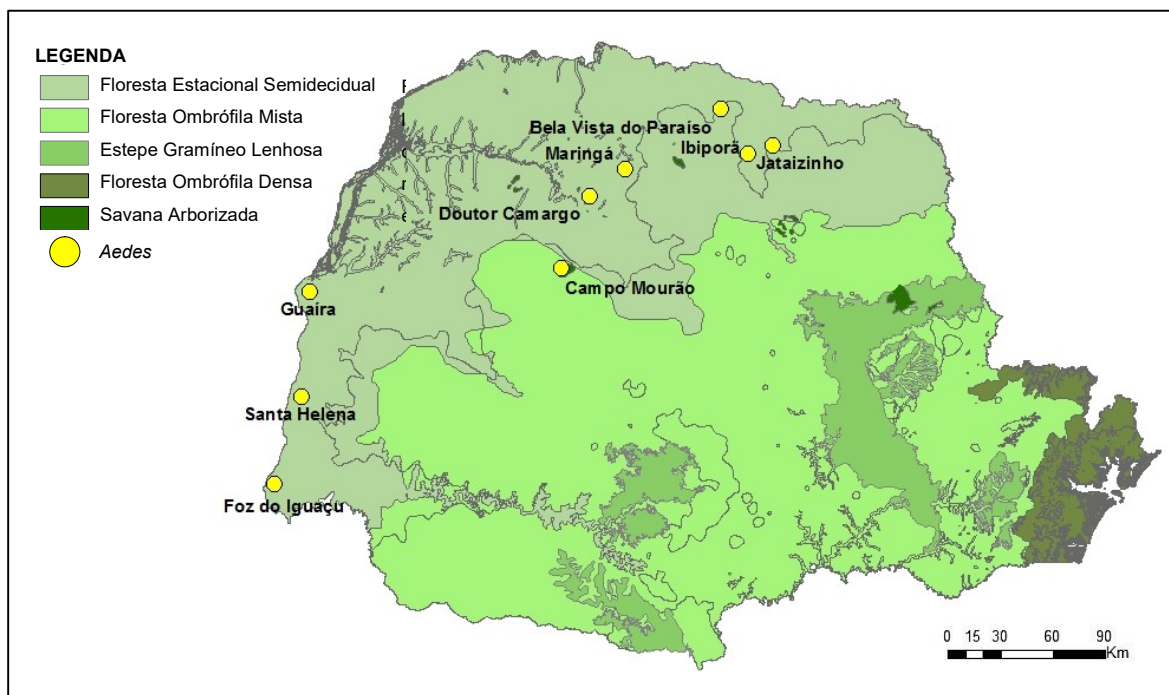 LEGENDA
Floresta Estacional Semidecidual
Floresta Ombrófila Mista
Estepe Gramíneo Lenhosa
Floresta Ombrófila Densa
Savana Arborizada
Aedes
Bela Vista do Paraíso
Ibiporã
Maringá
Jataizinho
Doutor Camargo
Campo Mourão
Guaíra
Santa Helena
Foz do Iguaçu
0 15 30 60 90
Km